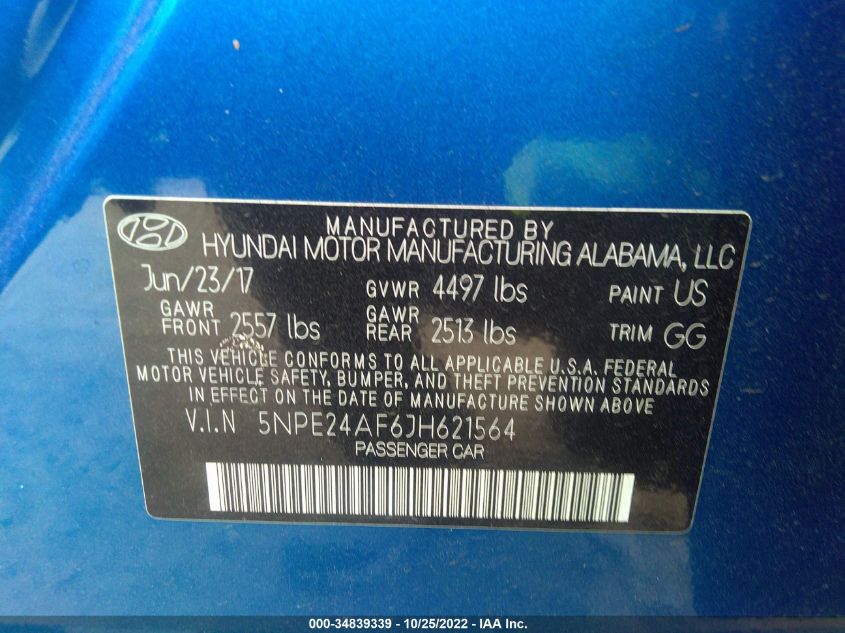 MANUFACTURED BY
HYUNDAI MOTOR MANUFACTURING ALABAMA, LLC
Jun/23/17 GVWR 4497 lbs PAINT US
GAWR FRONT 2557 lbs GAWR REAR 2513 lbs TRIM GG
THIS VEHICLE CONFORMS TO ALL APPLICABLE U.S.A. FEDERAL
MOTOR VEHICLE SAFETY, BUMPER, AND THEFT PREVENTION STANDARDS
IN EFFECT ON THE DATE OF MANUFACTURE SHOWN ABOVE
V.I.N 5NPE24AF6JH621564
PASSENGER CAR
000-34839339 - 10/25/2022 - IAA Inc.